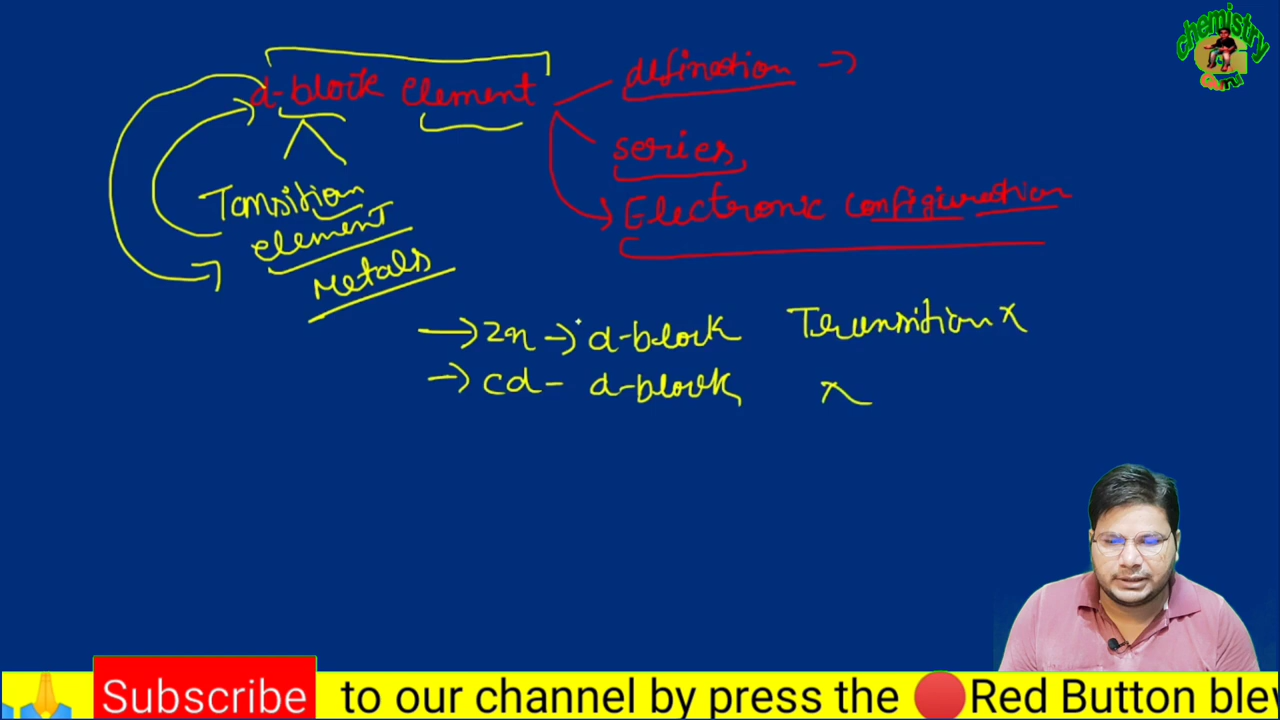 chemistry
d-block element
defination →
series
Electronic configuration
Transition
element
Metals
→ Zn → d-block Transition x
→ cd - d-block x
🙏 Subscribe to our channel by press the 🔴Red Button blew